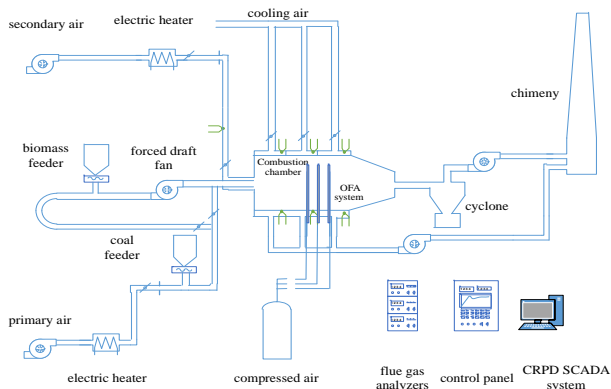 secondary air
electric heater
cooling air
chimeny
biomass
feeder
forced draft
fan
Combustion
chamber
OFA
system
cyclone
coal
feeder
primary air
electric heater
compressed air
flue gas
analyzers
control panel
CRPD SCADA
system